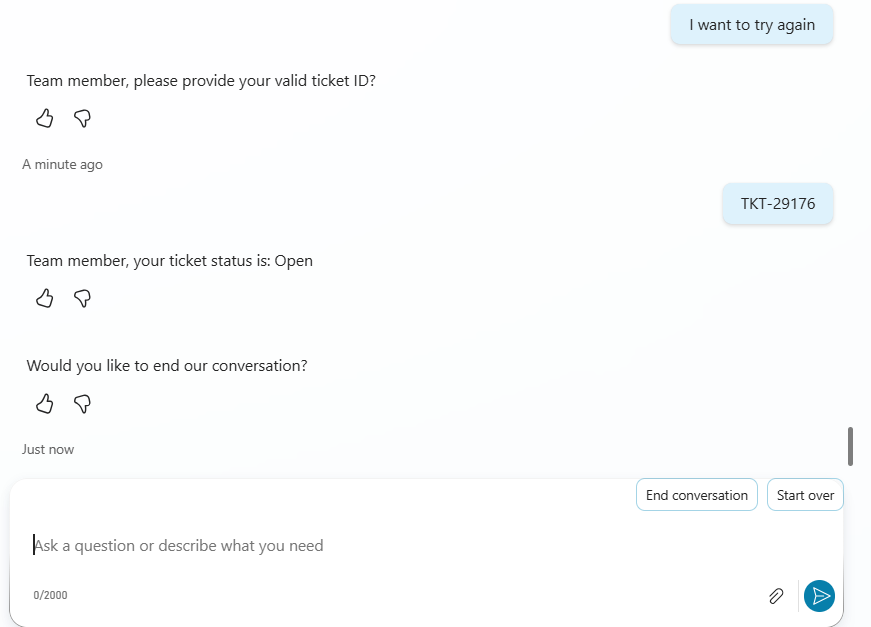 I want to try again
Team member, please provide your valid ticket ID?
A minute ago
TKT-29176
Team member, your ticket status is: Open
Would you like to end our conversation?
Just now
End conversation
Start over
Ask a question or describe what you need
0/2000